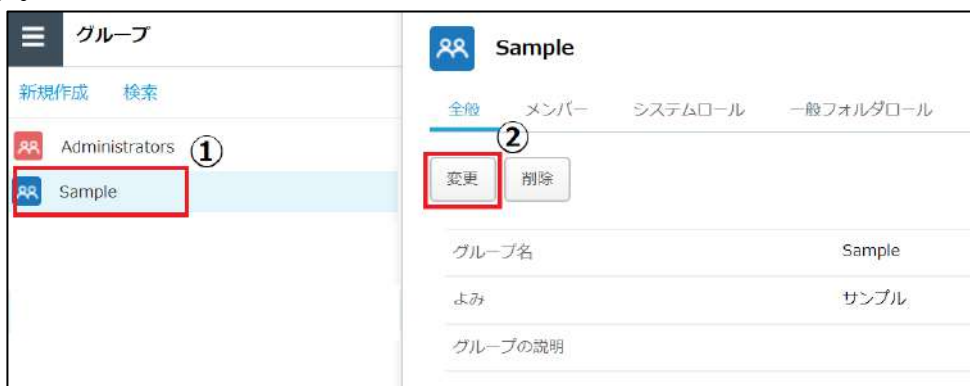 グループ
新規作成 検索
Administrators ①
Sample
Sample
全般 メンバー システムロール 一般フォルダロール
②
変更 削除
グループ名 Sample
よみ サンプル
グループの説明